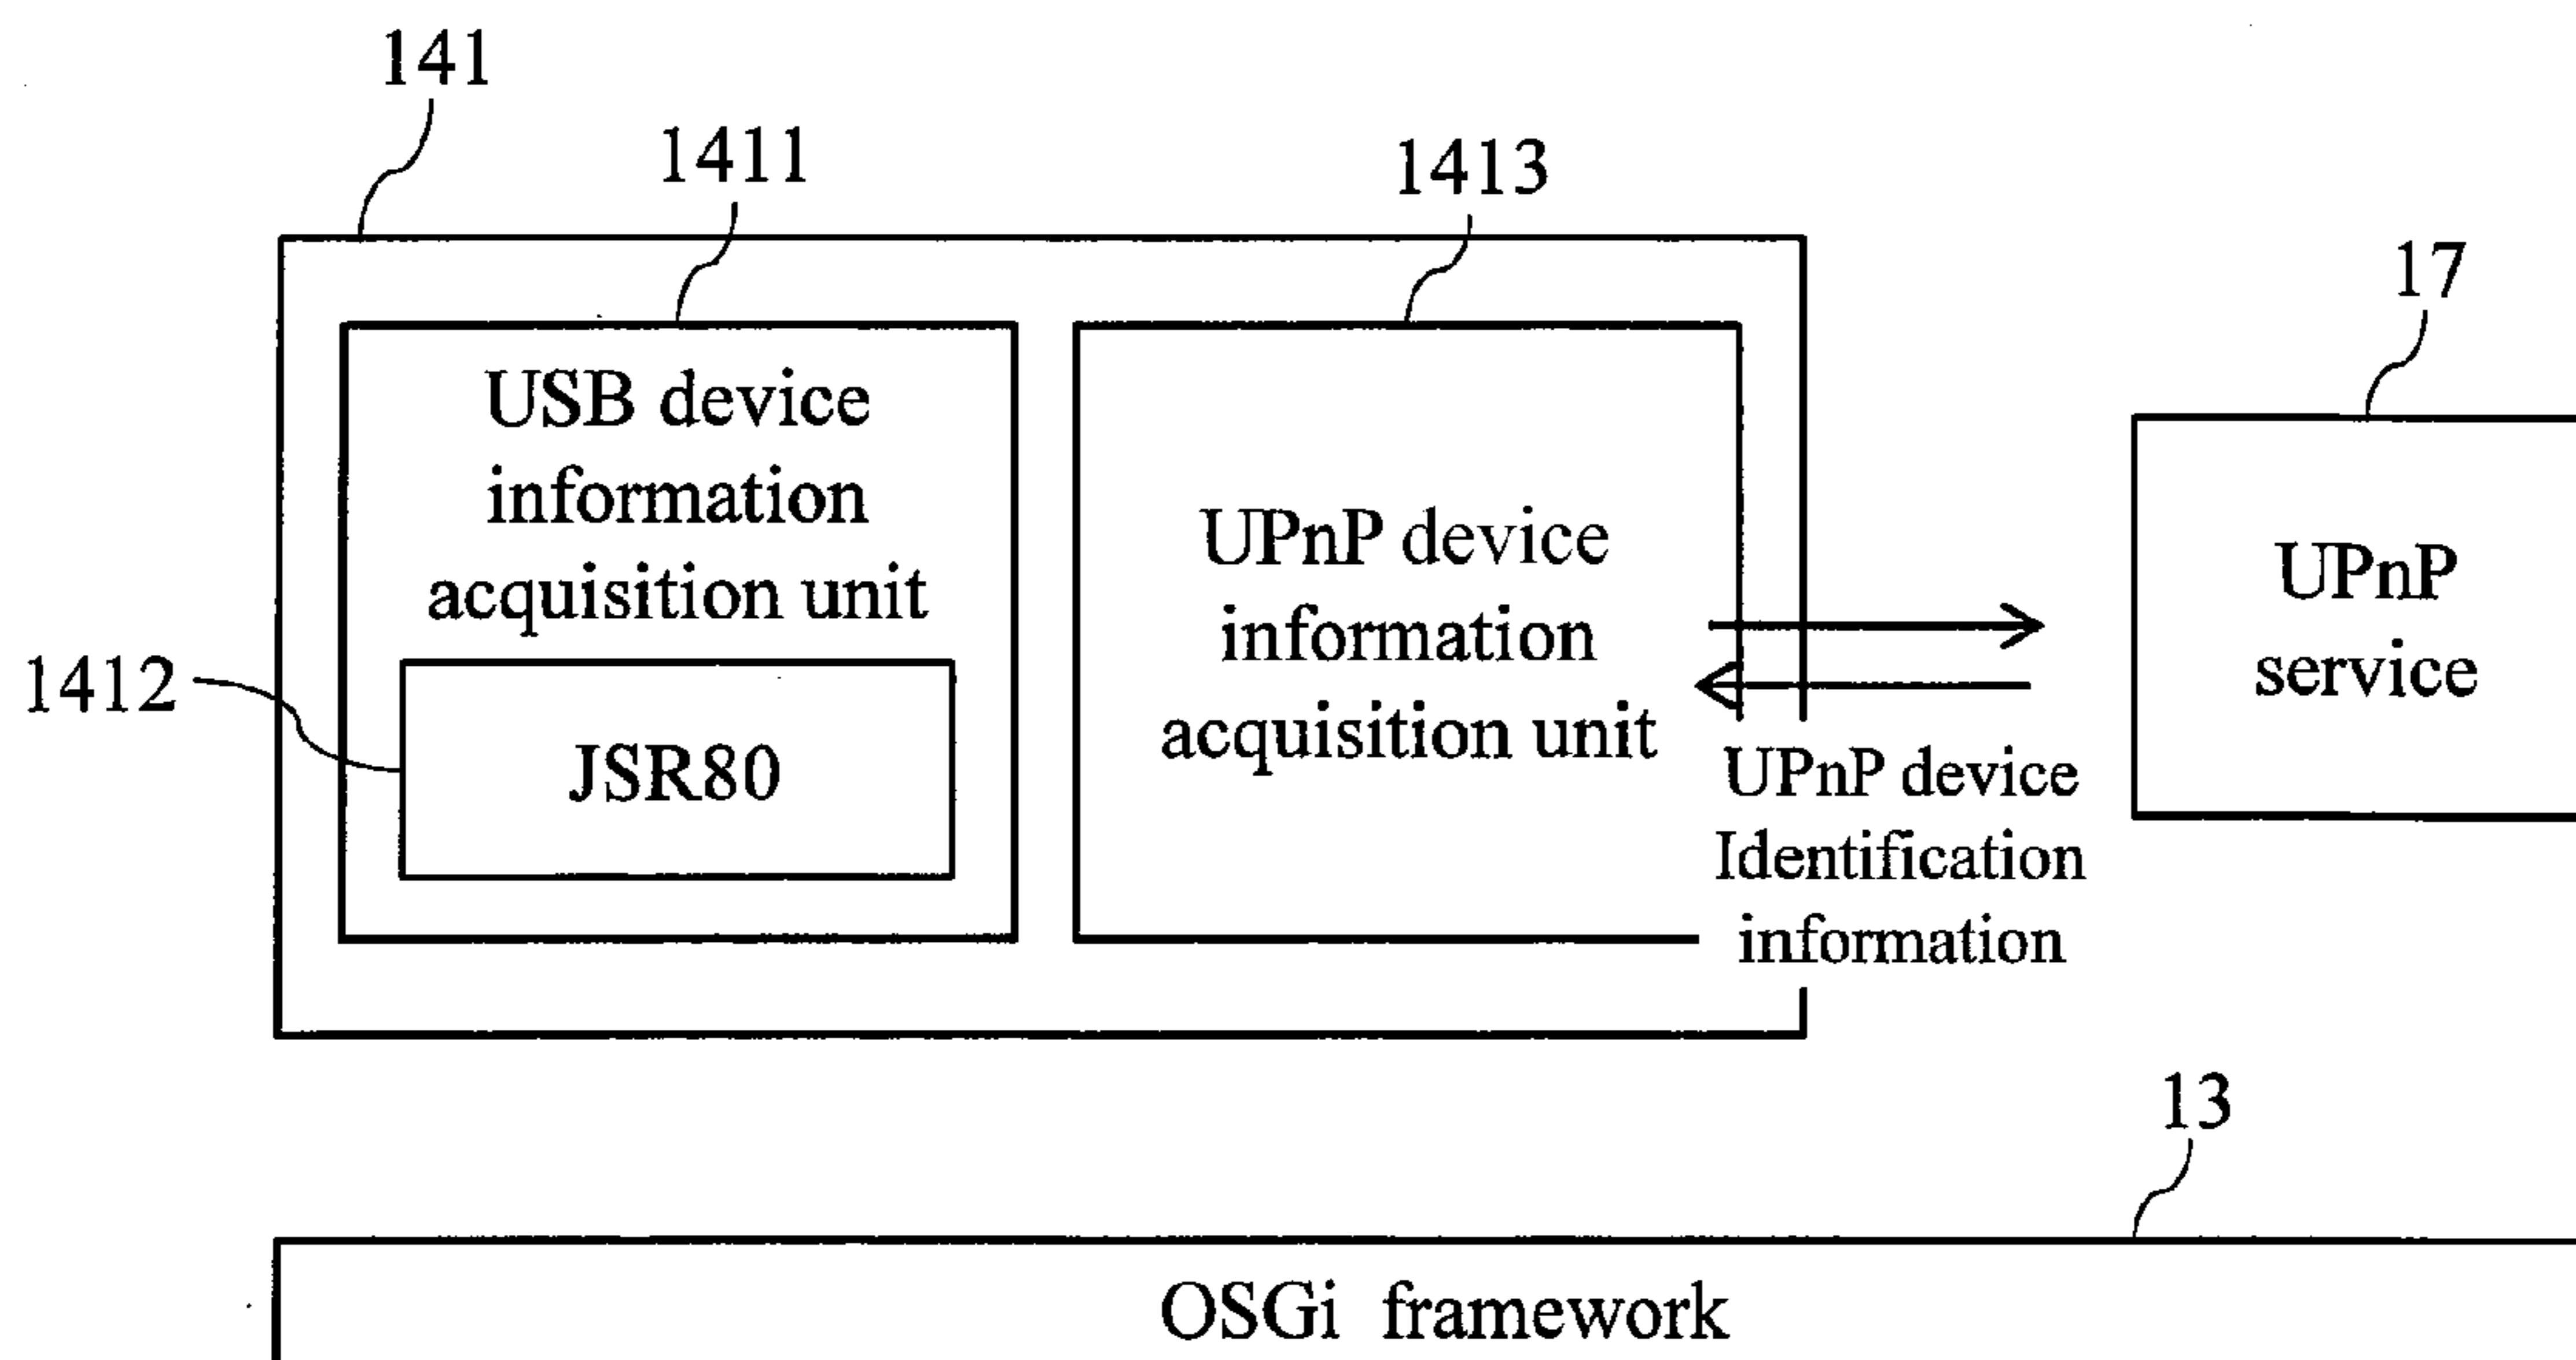 141
1411
1413
17
USB device
information
acquisition unit
UPnP device
information
acquisition unit
UPnP
service
1412
JSR80
UPnP device
Identification
information
13
OSGi framework